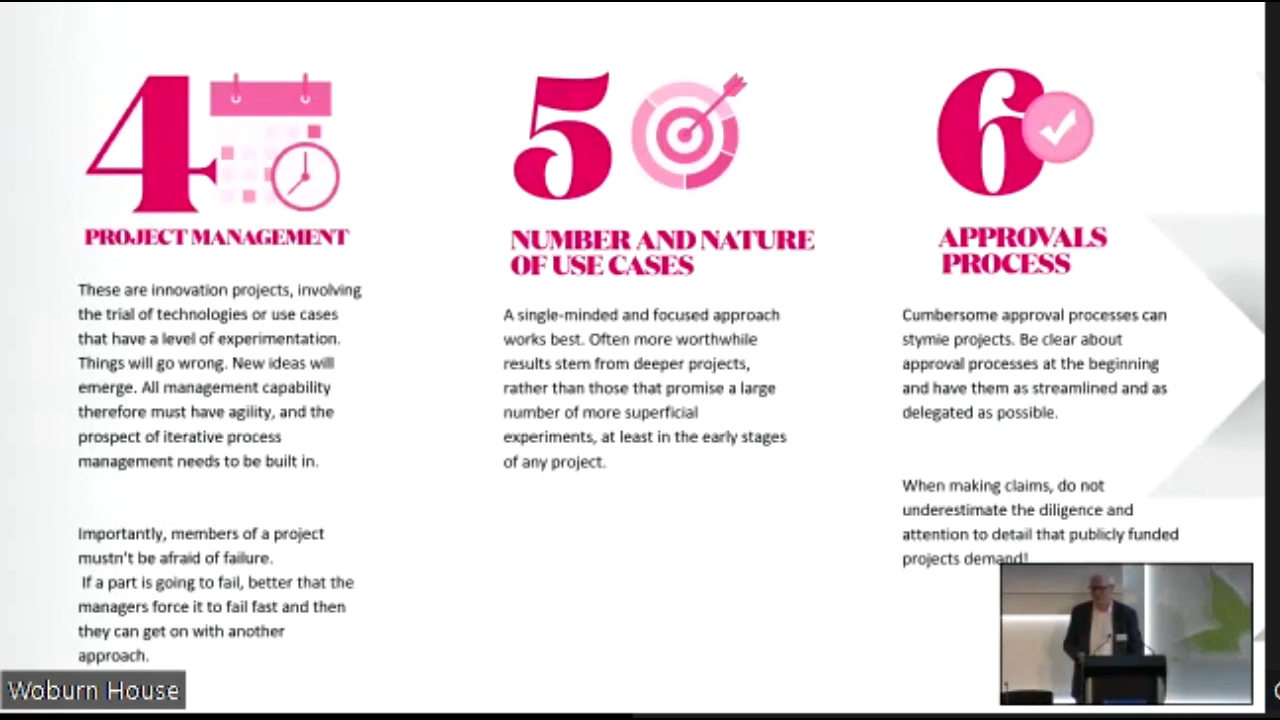 4
PROJECT MANAGEMENT
These are innovation projects, involving
the trial of technologies or use cases
that have a level of experimentation.
Things will go wrong. New ideas will
emerge. All management capability
therefore must have agility, and the
prospect of iterative process
management needs to be built in.
Importantly, members of a project
mustn't be afraid of failure.
If a part is going to fail, better that the
managers force it to fail fast and then
they can get on with another
approach.
5
NUMBER AND NATURE
OF USE CASES
A single-minded and focused approach
works best. Often more worthwhile
results stem from deeper projects,
rather than those that promise a large
number of more superficial
experiments, at least in the early stages
of any project.
6
APPROVALS
PROCESS
Cumbersome approval processes can
stymie projects. Be clear about
approval processes at the beginning
and have them as streamlined and as
delegated as possible.
When making claims, do not
underestimate the diligence and
attention to detail that publicly funded
projects demand!
Woburn House